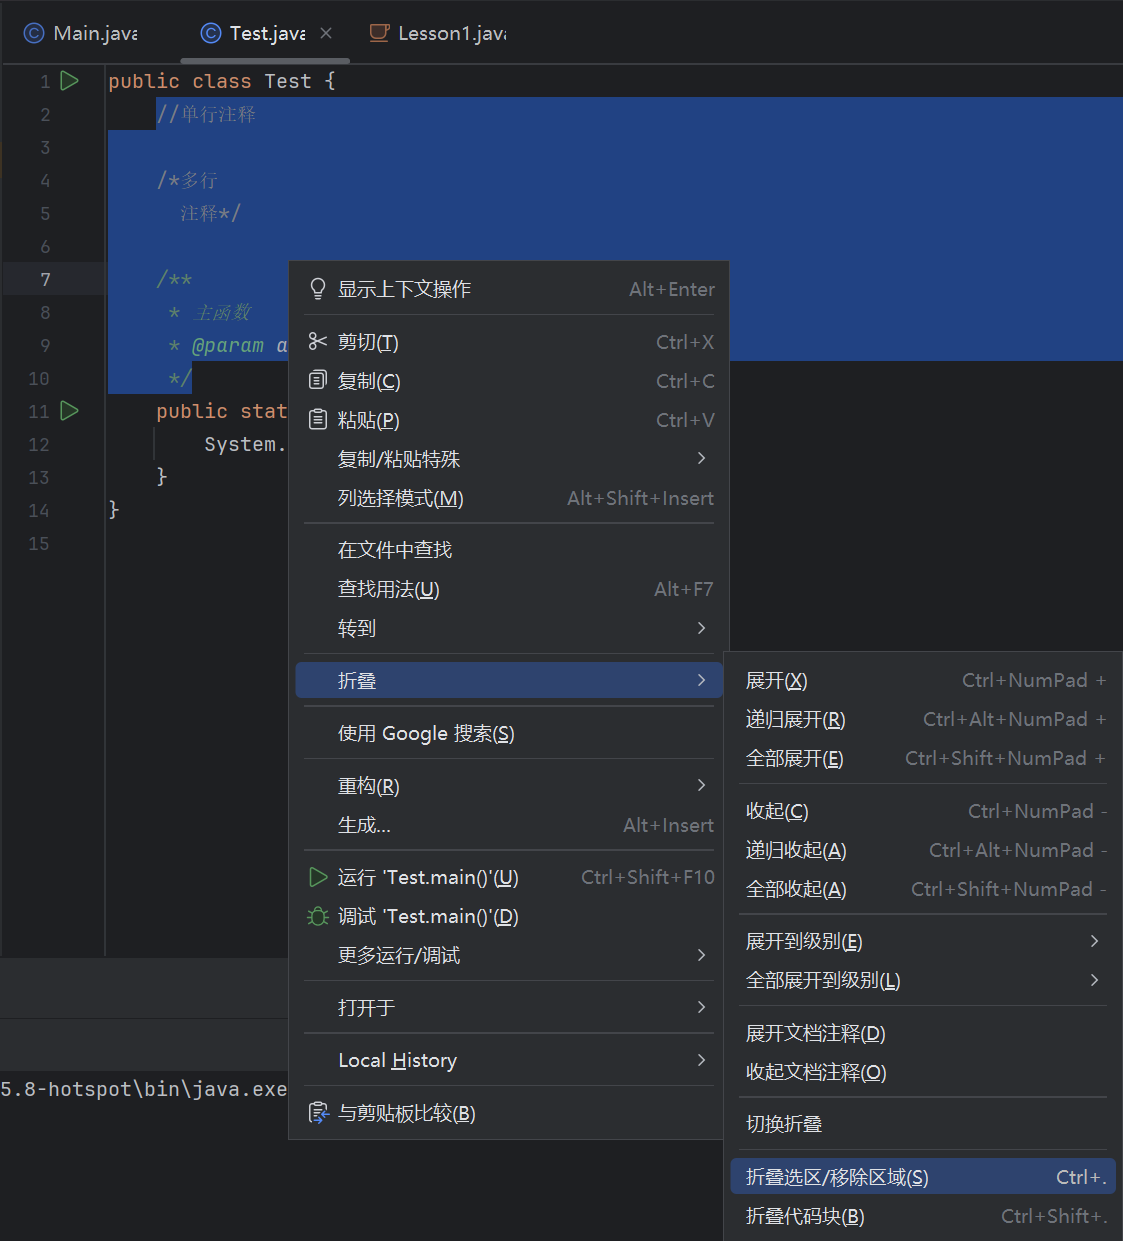 Main.java
Test.java
Lesson1.java
1 public class Test {
2 //单行注释
3
4 /*多行
5 注释*/
6
7 /**
8 * 主函数
9 * @param a
10 */
11 public stat
12 System.
13 }
14 }
15
显示上下文操作 Alt+Enter
剪切(T) Ctrl+X
复制(C) Ctrl+C
粘贴(P) Ctrl+V
复制/粘贴特殊
列选择模式(M) Alt+Shift+Insert
在文件中查找
查找用法(U) Alt+F7
转到
折叠
使用 Google 搜索(S)
重构(R)
生成... Alt+Insert
运行 'Test.main()'(U) Ctrl+Shift+F10
调试 'Test.main()'(D)
更多运行/调试
打开于
Local History
与剪贴板比较(B)
展开(X) Ctrl+NumPad +
递归展开(R) Ctrl+Alt+NumPad +
全部展开(E) Ctrl+Shift+NumPad +
收起(C) Ctrl+NumPad -
递归收起(A) Ctrl+Alt+NumPad -
全部收起(A) Ctrl+Shift+NumPad -
展开到级别(E)
全部展开到级别(L)
展开文档注释(D)
收起文档注释(O)
切换折叠
折叠选区/移除区域(S) Ctrl+.
折叠代码块(B) Ctrl+Shift+.
5.8-hotspot\bin\java.exe